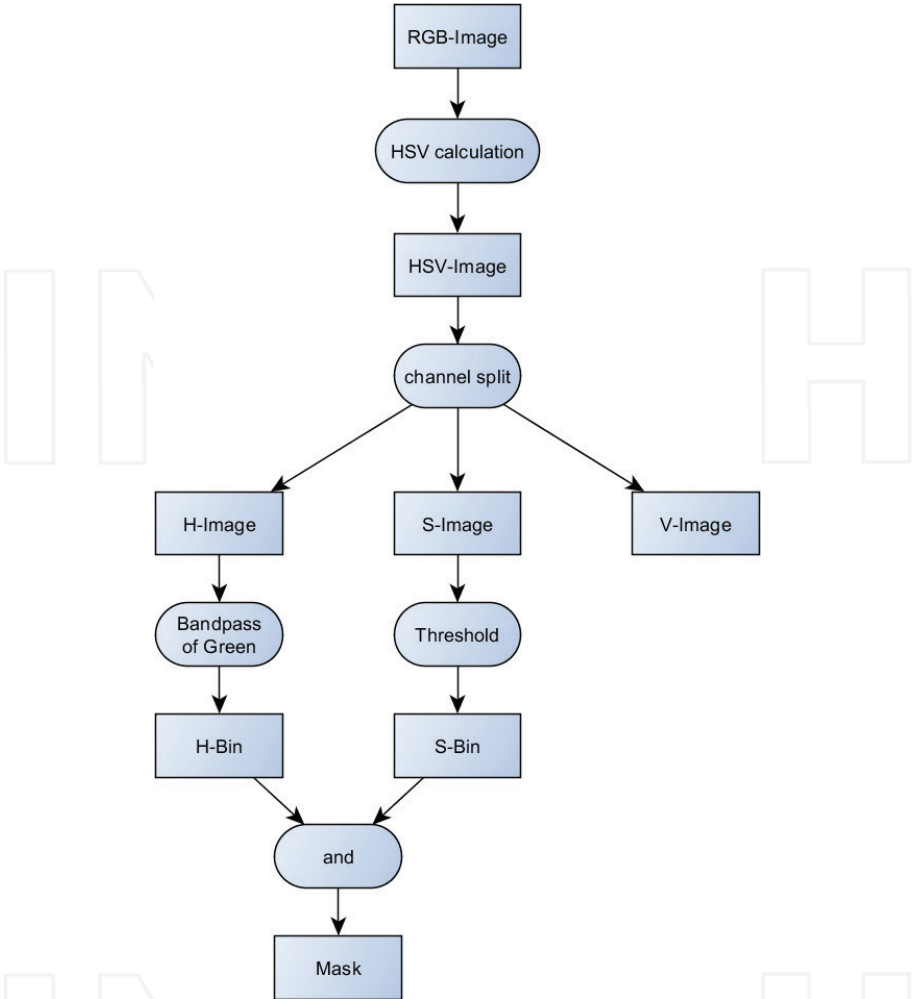 RGB-Image
HSV calculation
HSV-Image
channel split
H-Image
S-Image
V-Image
Bandpass
of Green
Threshold
H-Bin
S-Bin
and
Mask